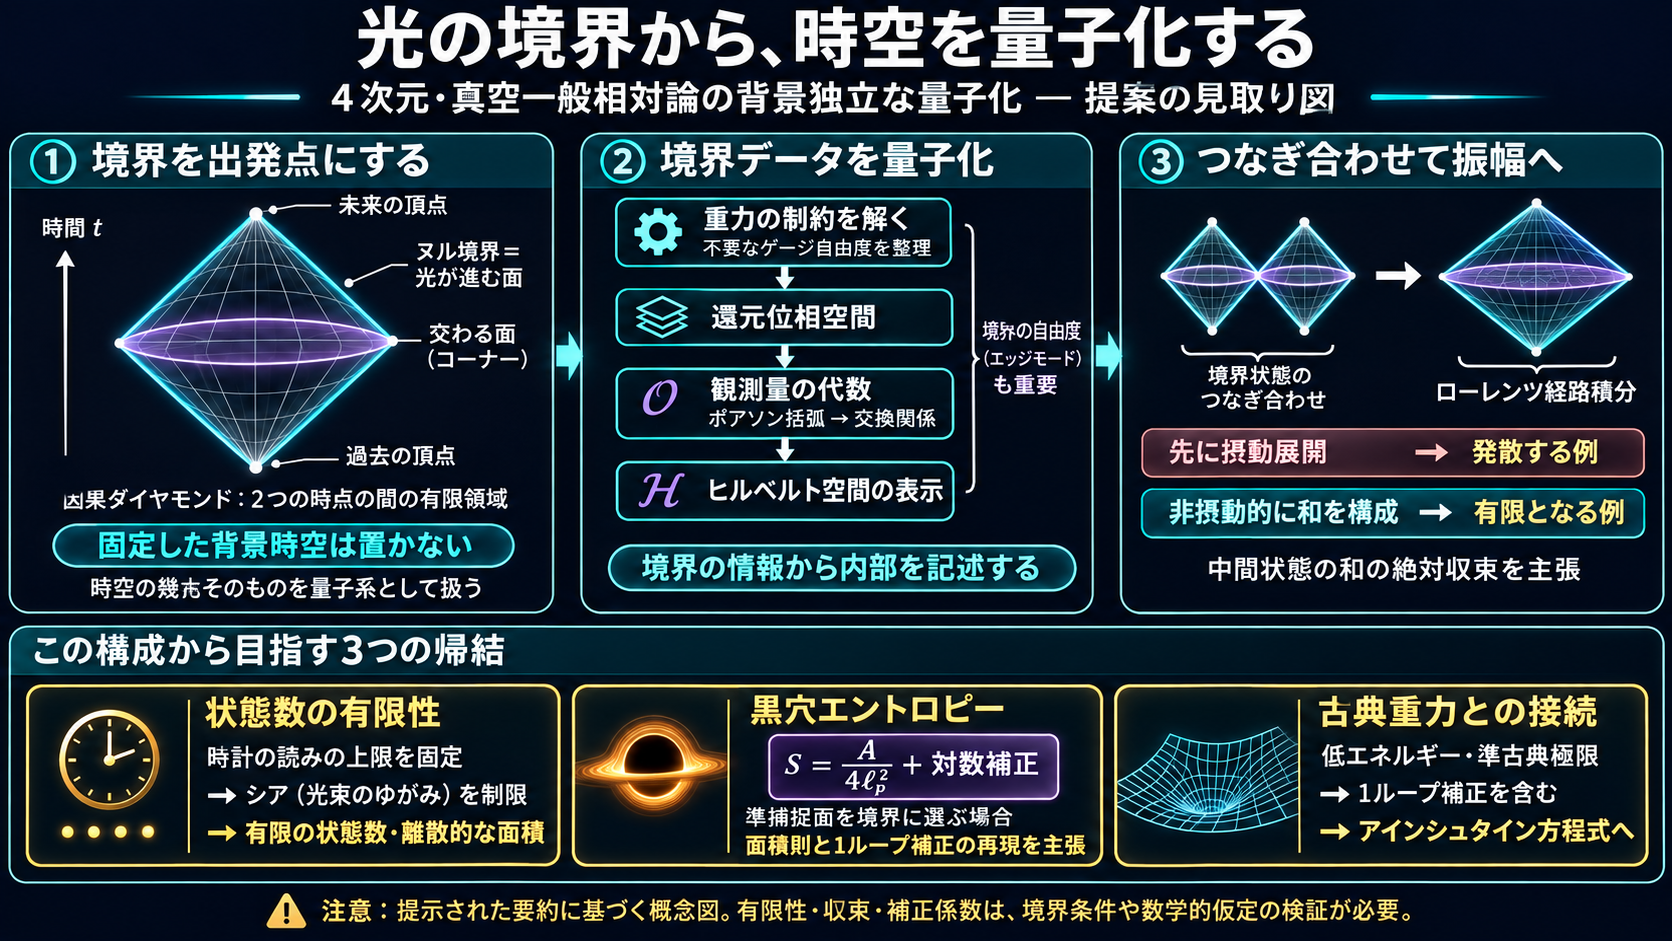 光の境界から、時空を量子化する
4次元・真空一般相対論の背景独立な量子化 — 提案の見取り図
① 境界を出発点にする
時間 t
未来の頂点
ヌル境界＝
光が進む面
交わる面
（コーナー）
過去の頂点
因果ダイヤモンド：2つの時点の間の有限領域
固定した背景時空は置かない
時空の幾何そのものを量子系として扱う
② 境界データを量子化
重力の制約を解く
不要なゲージ自由度を整理
還元位相空間
𝒪
観測量の代数
ポアソン括弧 → 交換関係
ℋ
ヒルベルト空間の表示
境界の自由度
（エッジモード）
も重要
境界の情報から内部を記述する
③ つなぎ合わせて振幅へ
境界状態の
つなぎ合わせ
ローレンツ経路積分
先に摂動展開 → 発散する例
非摂動的に和を構成 → 有限となる例
中間状態の和の絶対収束を主張
この構成から目指す3つの帰結
状態数の有限性
時計の読みの上限を固定
→ シア（光束のゆがみ）を制限
→ 有限の状態数・離散的な面積
黒穴エントロピー
S = A / 4ℓ_p^2 + 対数補正
準捕捉面を境界に選ぶ場合
面積則と1ループ補正の再現を主張
古典重力との接続
低エネルギー・準古典極限
→ 1ループ補正を含む
→ アインシュタイン方程式へ
注意：提示された要約に基づく概念図。有限性・収束・補正係数は、境界条件や数学的仮定の検証が必要。